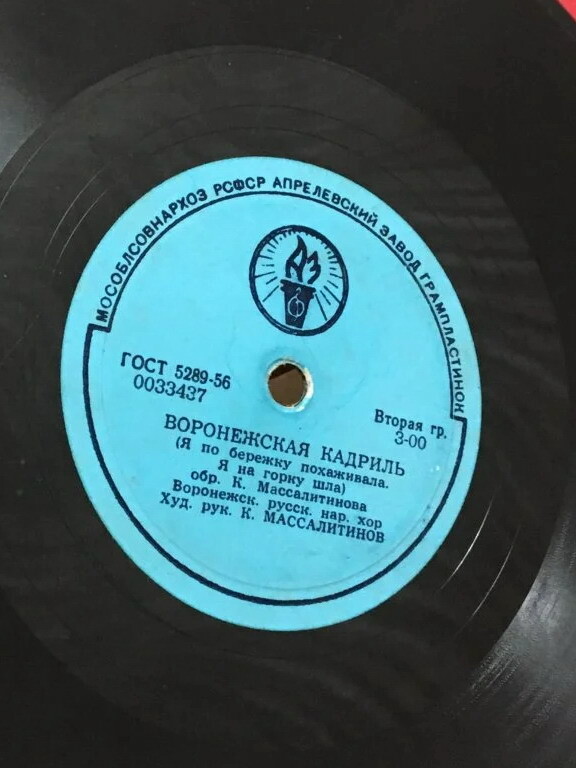 МОСОБЛСОВНАРХОЗ РСФСР АПРЕЛЕВСКИЙ ЗАВОД ГРАМПЛАСТИНОК
АЗ
Ф
ГОСТ 5289-56
0033437
Вторая гр.
3-00
ВОРОНЕЖСКАЯ КАДРИЛЬ
(Я по бережку похаживала.
Я на горку шла)
обр. К. Массалитинова
Воронежск. русск. нар. хор
Худ. рук. К. МАССАЛИТИНОВ